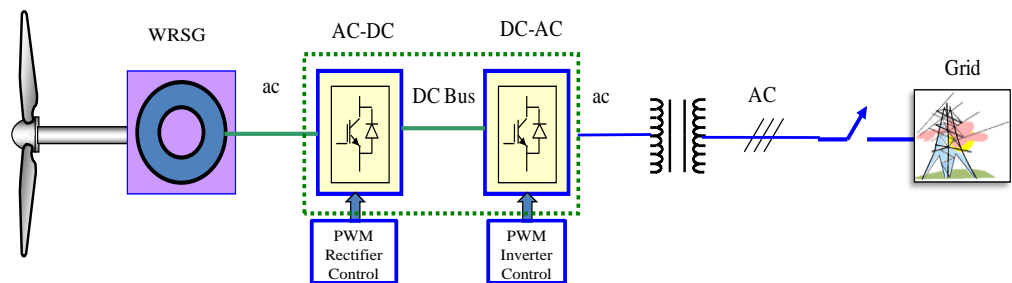 WRSG
AC-DC
DC-AC
ac
DC Bus
ac
AC
Grid
PWM
Rectifier
Control
PWM
Inverter
Control